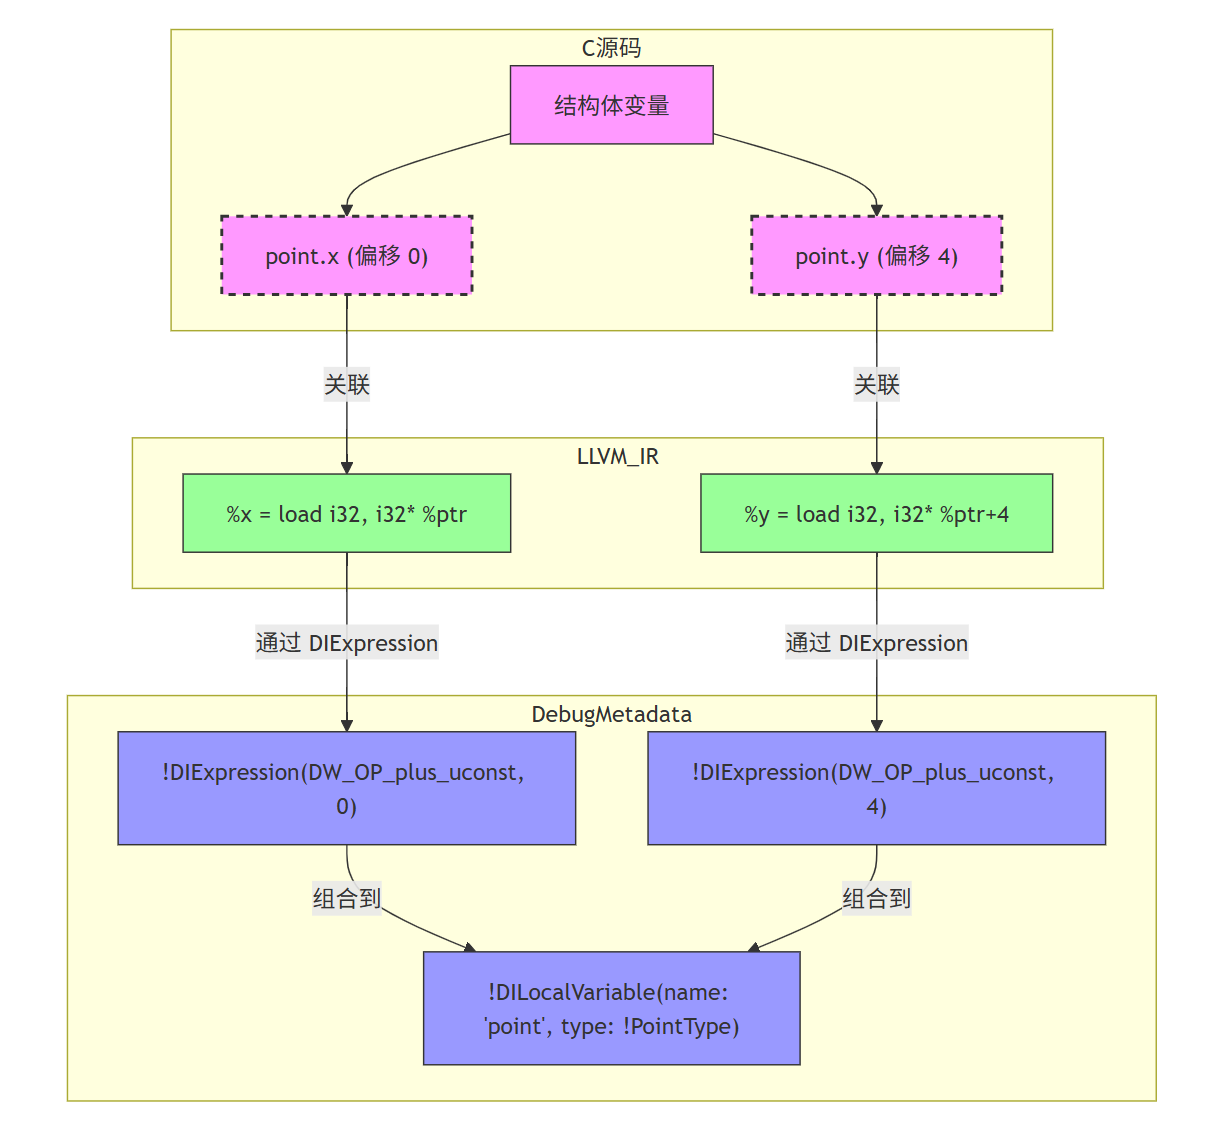 C源码
结构体变量
point.x (偏移 0)
point.y (偏移 4)
关联
关联
LLVM_IR
%x = load i32, i32* %ptr
%y = load i32, i32* %ptr+4
通过 DIExpression
通过 DIExpression
DebugMetadata
!DIExpression(DW_OP_plus_uconst,
0)
!DIExpression(DW_OP_plus_uconst,
4)
组合到
组合到
!DILocalVariable(name:
'point', type: !PointType)